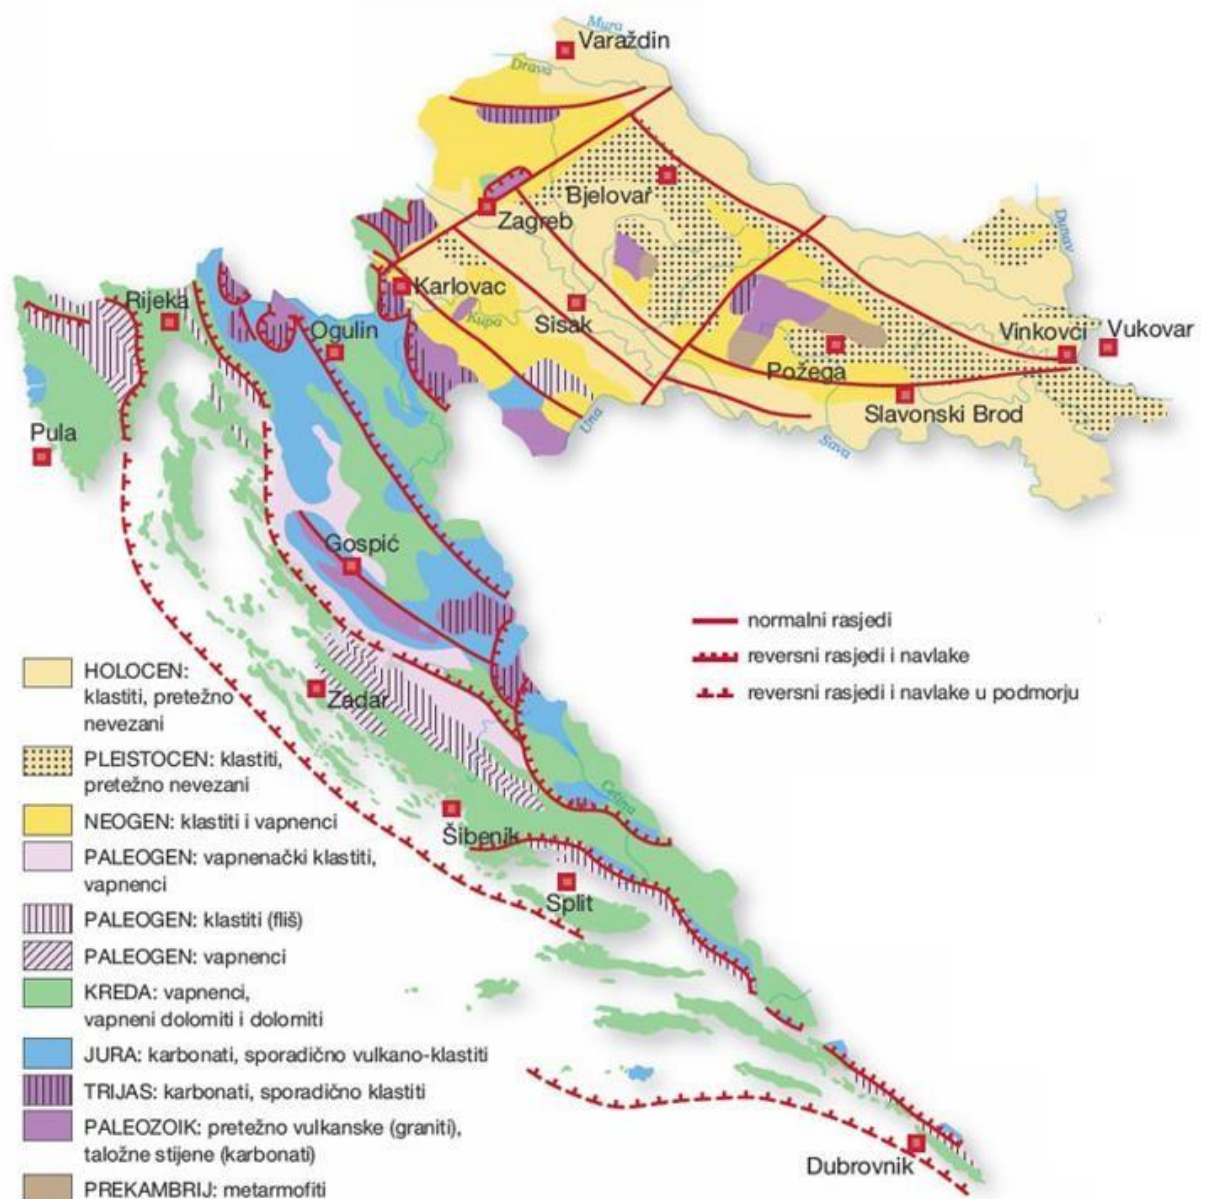 Mura
Varaždin
Drava
Bjelovar
Zagreb
Dunav
Karlovac
Kupa
Sisak
Rijeka
Ogulin
Vinkovci
Vukovar
Požega
Slavonski Brod
Una
Sava
Pula
Gospić
normalni rasjedi
reversni rasjedi i navlake
reversni rasjedi i navlake u podmorju
Zadar
Cetina
Šibenik
Split
Dubrovnik
HOLOCEN:
klastiti, pretežno
nevezani
PLEISTOCEN: klastiti,
pretežno nevezani
NEOGEN: klastiti i vapnenci
PALEOGEN: vapnenački klastiti,
vapnenci
PALEOGEN: klastiti (fliš)
PALEOGEN: vapnenci
KREDA: vapnenci,
vapneni dolomiti i dolomiti
JURA: karbonati, sporadično vulkano-klastiti
TRIJAS: karbonati, sporadično klastiti
PALEOZOIK: pretežno vulkanske (graniti),
taložne stijene (karbonati)
PREKAMBRIJ: metarmofiti